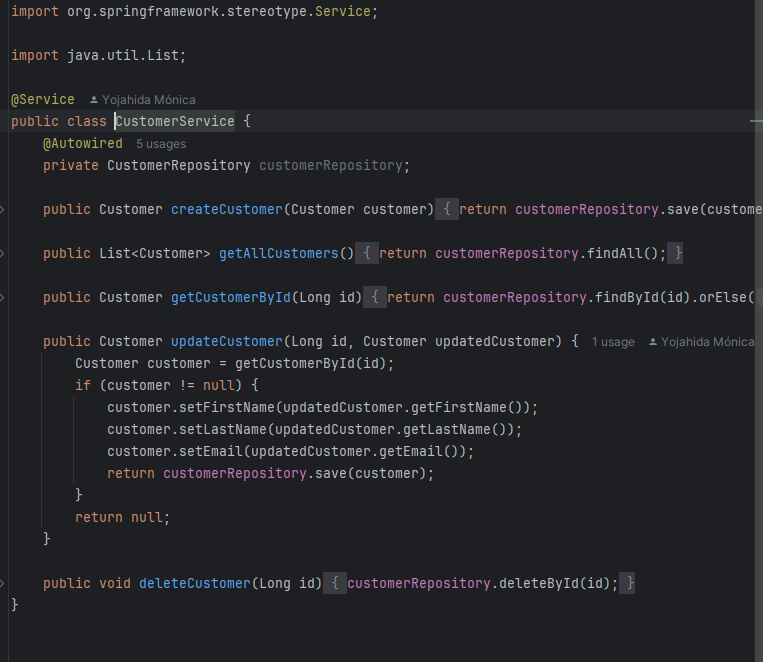 import org.springframework.stereotype.Service;
import java.util.List;
@Service Yojahida Mónica
public class CustomerService {
@Autowired 5 usages
private CustomerRepository customerRepository;
public Customer createCustomer(Customer customer) { return customerRepository.save(custome
public List<Customer> getAllCustomers() { return customerRepository.findAll(); }
public Customer getCustomerById(Long id) { return customerRepository.findById(id).orElse(
public Customer updateCustomer(Long id, Customer updatedCustomer) { 1 usage Yojahida Mónica
Customer customer = getCustomerById(id);
if (customer != null) {
customer.setFirstName(updatedCustomer.getFirstName());
customer.setLastName(updatedCustomer.getLastName());
customer.setEmail(updatedCustomer.getEmail());
return customerRepository.save(customer);
}
return null;
}
public void deleteCustomer(Long id) { customerRepository.deleteById(id); }
}